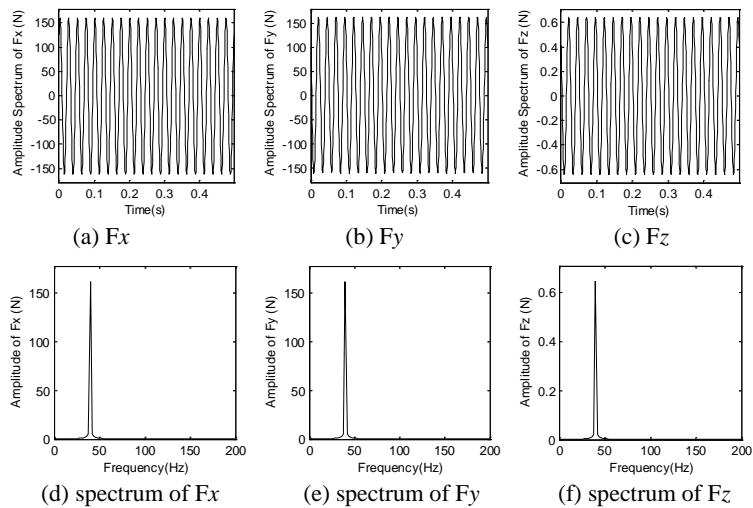 Amplitude Spectrum of Fx (N)
150
100
50
0
-50
-100
-150
0 0.1 0.2 0.3 0.4
Time(s)
(a) Fx
Amplitude Spectrum of Fy (N)
150
100
50
0
-50
-100
-150
0 0.1 0.2 0.3 0.4
Time(s)
(b) Fy
Amplitude Spectrum of Fz (N)
0.6
0.4
0.2
0
-0.2
-0.4
-0.6
0 0.1 0.2 0.3 0.4
Time(s)
(c) Fz
Amplitude of Fx (N)
150
100
50
0
0 50 100 150 200
Frequency(Hz)
(d) spectrum of Fx
Amplitude of Fy (N)
150
100
50
0
0 50 100 150 200
Frequency(Hz)
(e) spectrum of Fy
Amplitude of Fz (N)
0.6
0.4
0.2
0
0 50 100 150 200
Frequency(Hz)
(f) spectrum of Fz